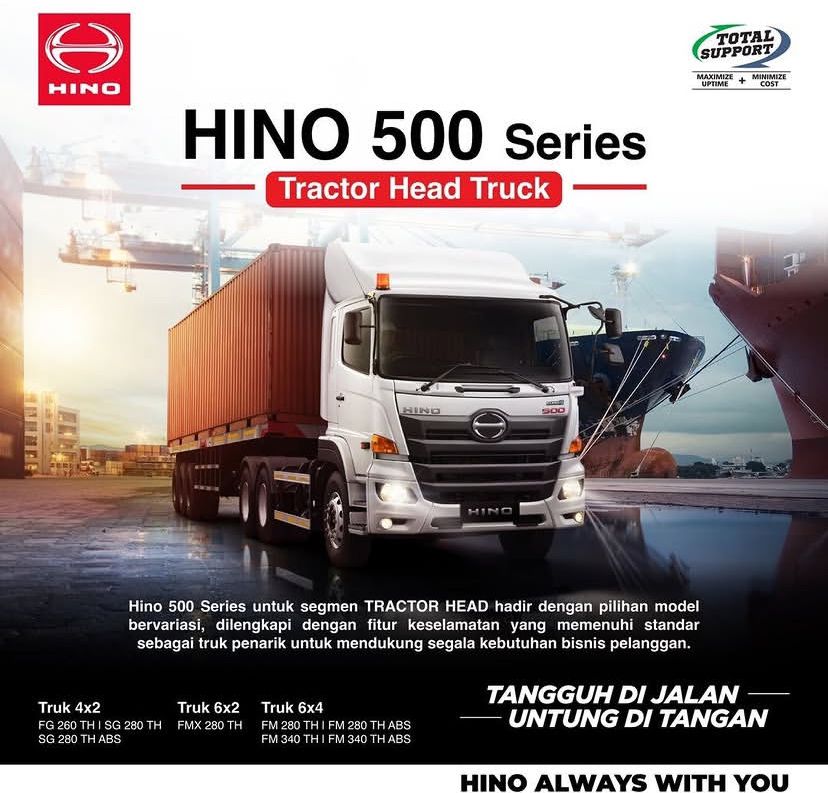 HINO
TOTAL
SUPPORT
MAXIMIZE
UPTIME
+
MINIMIZE
COST
HINO 500 Series
Tractor Head Truck
HINO
500
HINO
Hino 500 Series untuk segmen TRACTOR HEAD hadir dengan pilihan model
bervariasi, dilengkapi dengan fitur keselamatan yang memenuhi standar
sebagai truk penarik untuk mendukung segala kebutuhan bisnis pelanggan.
Truk 4x2
FG 260 TH I SG 280 TH
SG 280 TH ABS
Truk 6x2
FMX 280 TH
Truk 6x4
FM 280 TH I FM 280 TH ABS
FM 340 TH I FM 340 TH ABS
TANGGUH DI JALAN
UNTUNG DI TANGAN
HINO ALWAYS WITH YOU